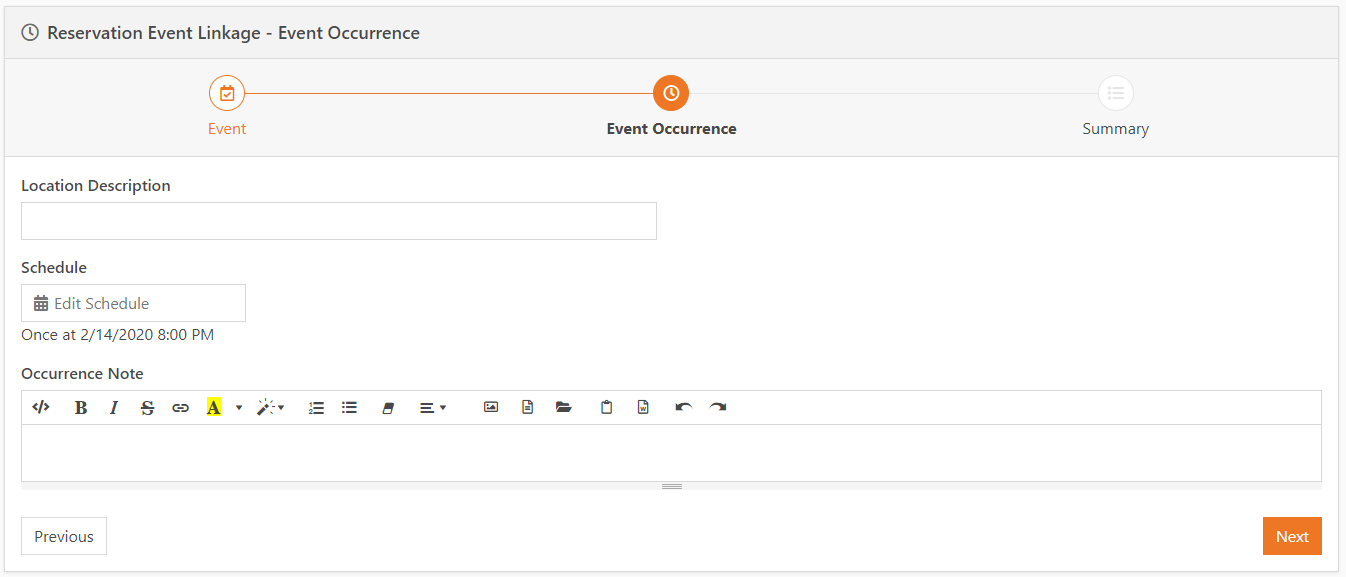 Reservation Event Linkage - Event Occurrence
Event
Event Occurrence
Summary
Location Description
Schedule
Edit Schedule
Once at 2/14/2020 8:00 PM
Occurrence Note
B I S A
Previous
Next